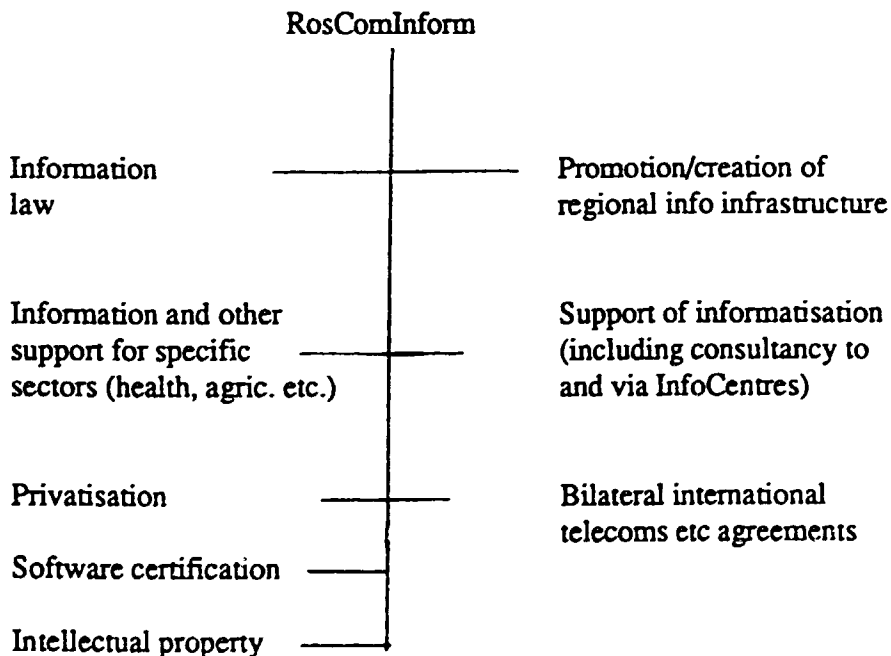 RosComInform
Information
law
Promotion/creation of
regional info infrastructure
Information and other
support for specific
sectors (health, agric. etc.)
Support of informatisation
(including consultancy to
and via InfoCentres)
Privatisation
Bilateral international
telecoms etc agreements
Software certification
Intellectual property